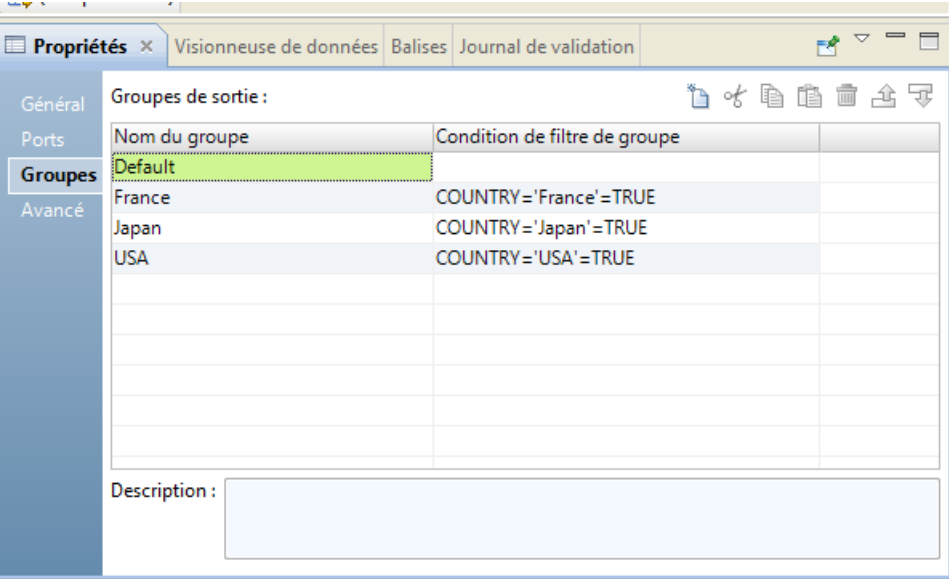 Propriétés
Visionneuse de données
Balises
Journal de validation
Général
Ports
Groupes
Avancé
Groupes de sortie :
Nom du groupe Condition de filtre de groupe
Default
France COUNTRY='France'=TRUE
Japan COUNTRY='Japan'=TRUE
USA COUNTRY='USA'=TRUE
Description :